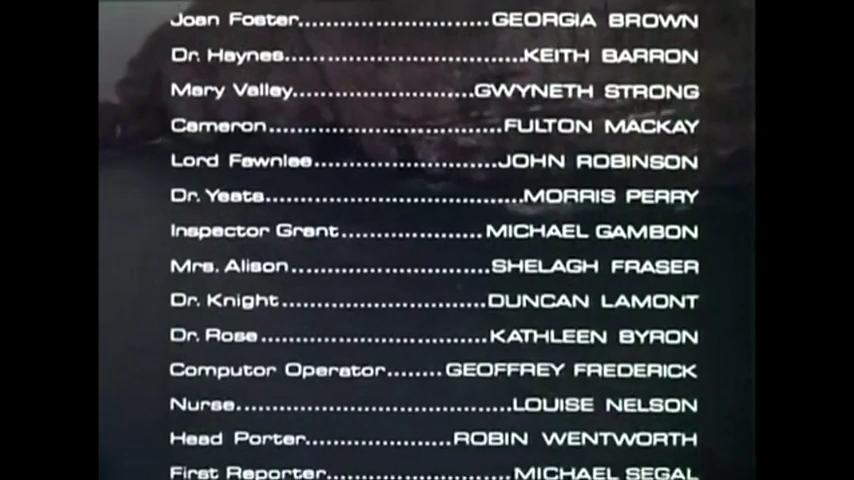 Joan Foster..........................GEORGIA BROWN
Dr. Haynes.................................KEITH BARRON
Mary Valley.........................GWYNETH STRONG
Cameron................................FULTON MACKAY
Lord Fawnlee.........................JOHN ROBINSON
Dr. Yeats...................................MORRIS PERRY
Inspector Grant....................MICHAEL GAMBON
Mrs. Alison...........................SHELAGH FRASER
Dr. Knight............................DUNCAN LAMONT
Dr. Rose...............................KATHLEEN BYRON
Computor Operator........GEOFFREY FREDERICK
Nurse......................................LOUISE NELSON
Head Porter....................ROBIN WENTWORTH
First Reporter.........................MICHAEL SEGAL